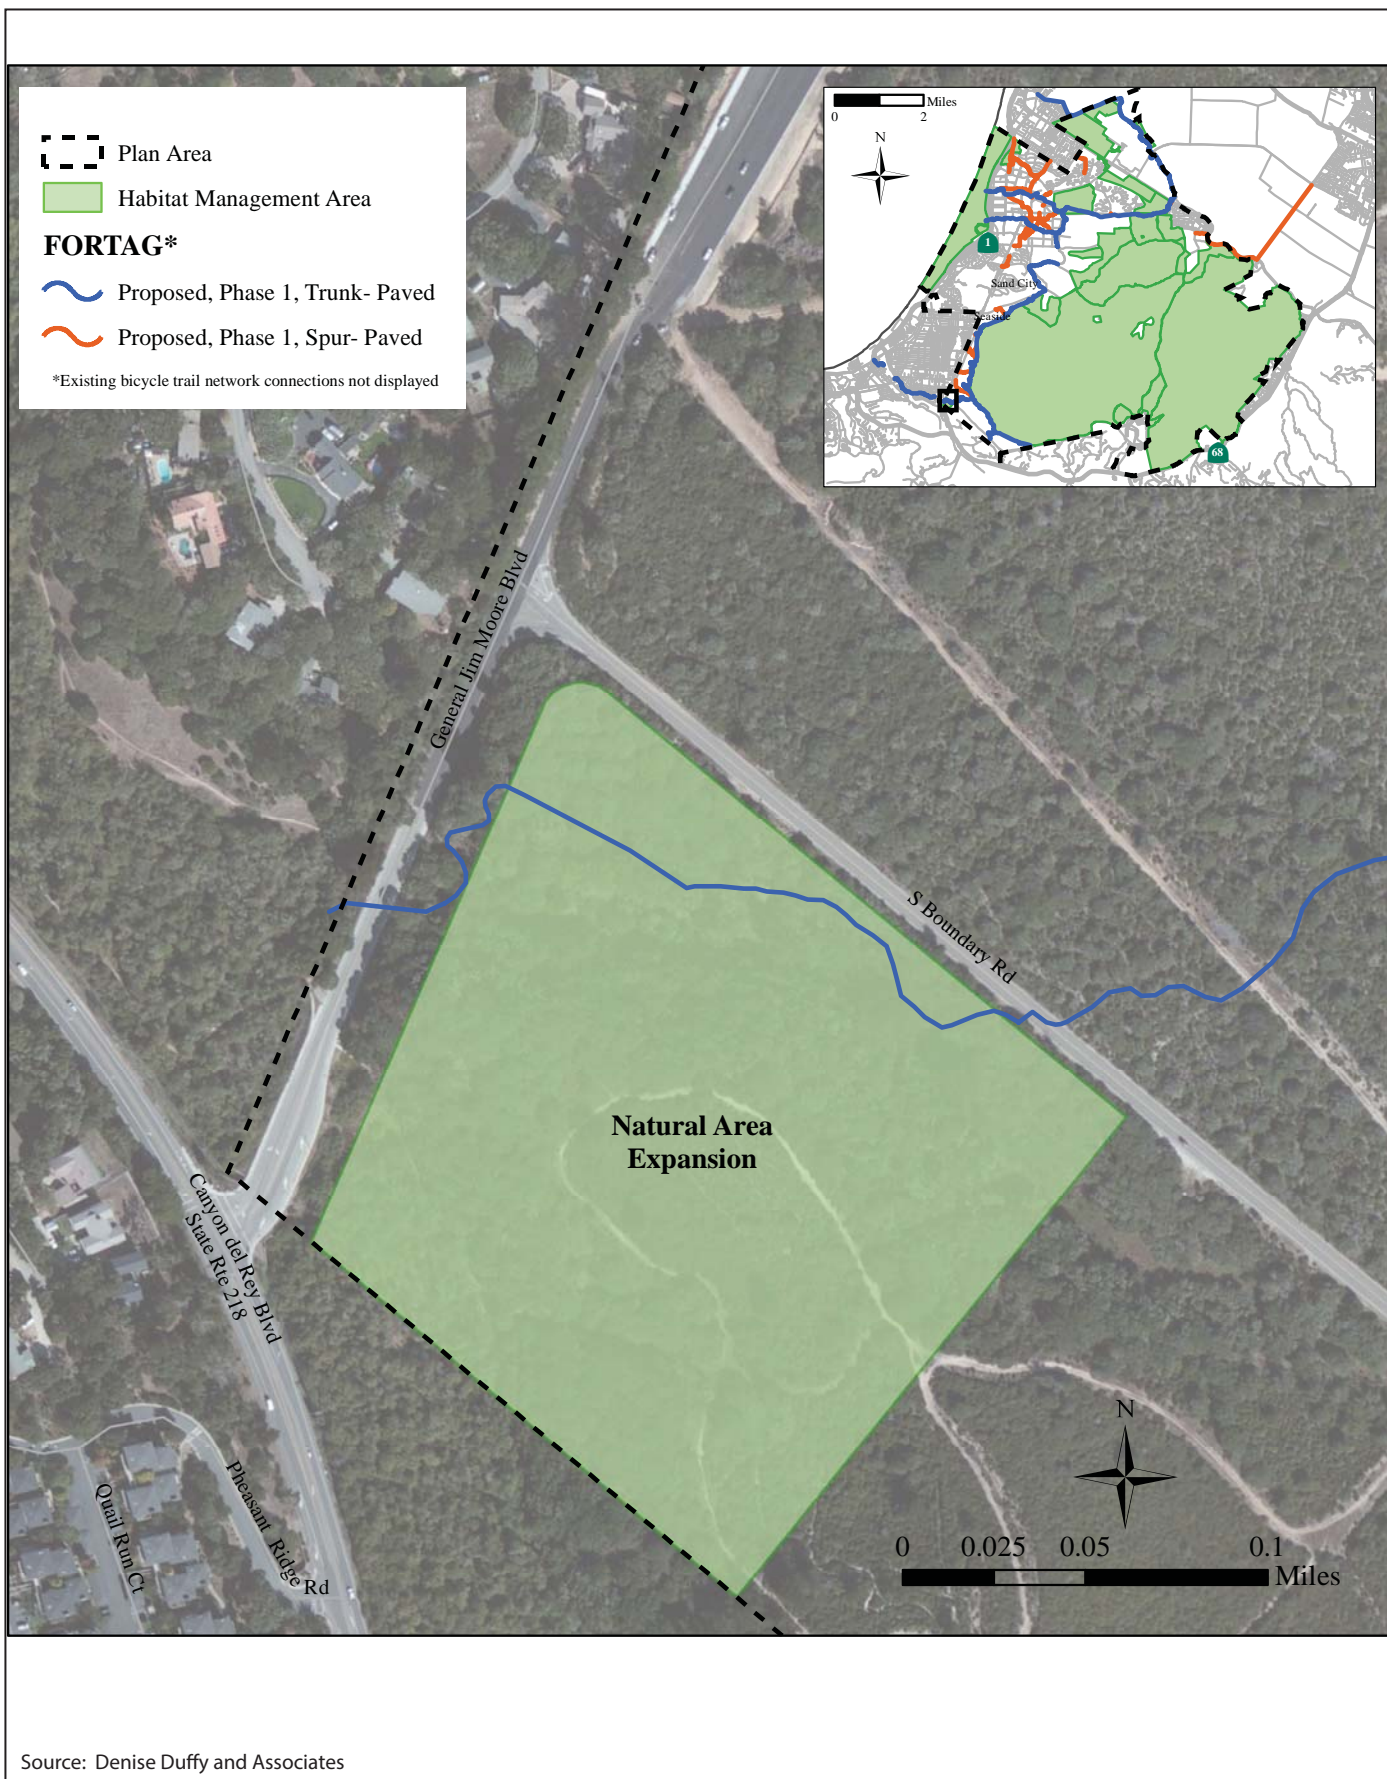 Plan Area
Habitat Management Area
FORTAG*
Proposed, Phase 1, Trunk- Paved
Proposed, Phase 1, Spur- Paved
*Existing bicycle trail network connections not displayed
Miles
0 2
N
1
Sand City
Seaside
68
General Jim Moore Blvd
S Boundary Rd
Natural Area
Expansion
Canyon del Rey Blvd
State Rte 218
Pheasant Ridge Rd
Quail Run Ct
N
0 0.025 0.05 0.1
Miles
Source: Denise Duffy and Associates